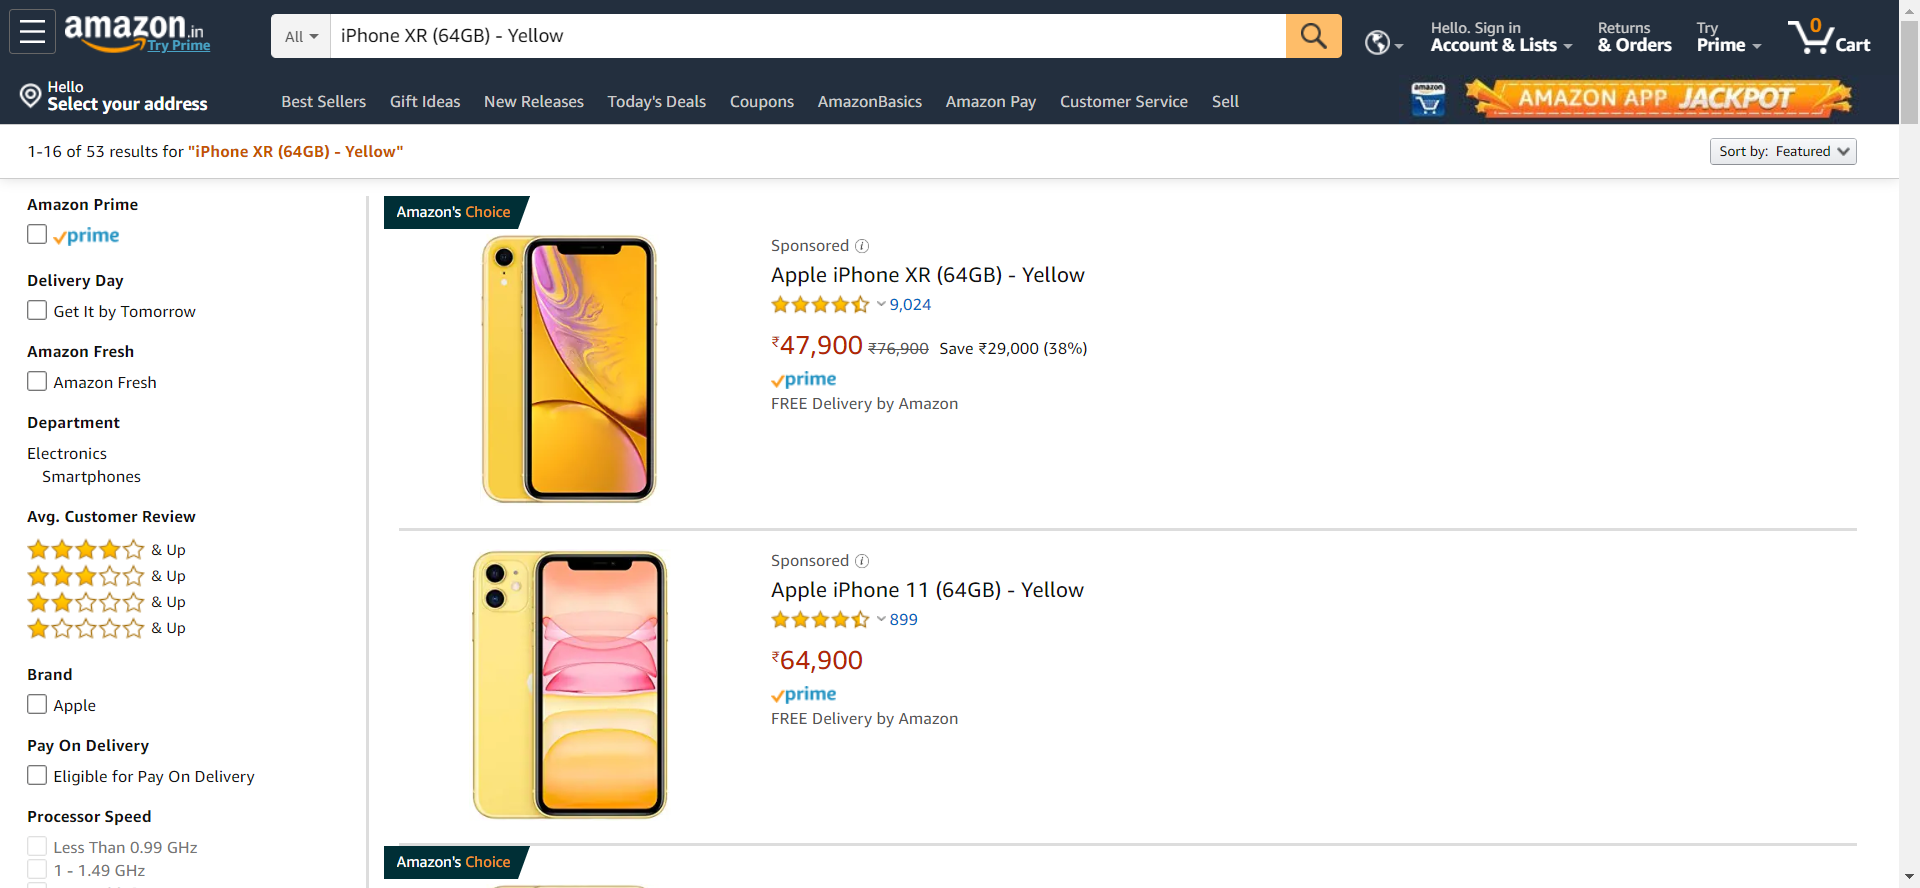 amazon.in
Try Prime
All
iPhone XR (64GB) - Yellow
Hello. Sign in
Account & Lists
Returns
& Orders
Try
Prime
0
Cart
Hello
Select your address
Best Sellers
Gift Ideas
New Releases
Today's Deals
Coupons
AmazonBasics
Amazon Pay
Customer Service
Sell
amazon
AMAZON APP JACKPOT
1-16 of 53 results for "iPhone XR (64GB) - Yellow"
Sort by: Featured
Amazon Prime
prime
Delivery Day
Get It by Tomorrow
Amazon Fresh
Amazon Fresh
Department
Electronics
Smartphones
Avg. Customer Review
& Up
& Up
& Up
& Up
Brand
Apple
Pay On Delivery
Eligible for Pay On Delivery
Processor Speed
Less Than 0.99 GHz
1 - 1.49 GHz
Amazon's Choice
Sponsored
Apple iPhone XR (64GB) - Yellow
9,024
₹47,900 ₹76,900 Save ₹29,000 (38%)
prime
FREE Delivery by Amazon
Sponsored
Apple iPhone 11 (64GB) - Yellow
899
₹64,900
prime
FREE Delivery by Amazon
Amazon's Choice